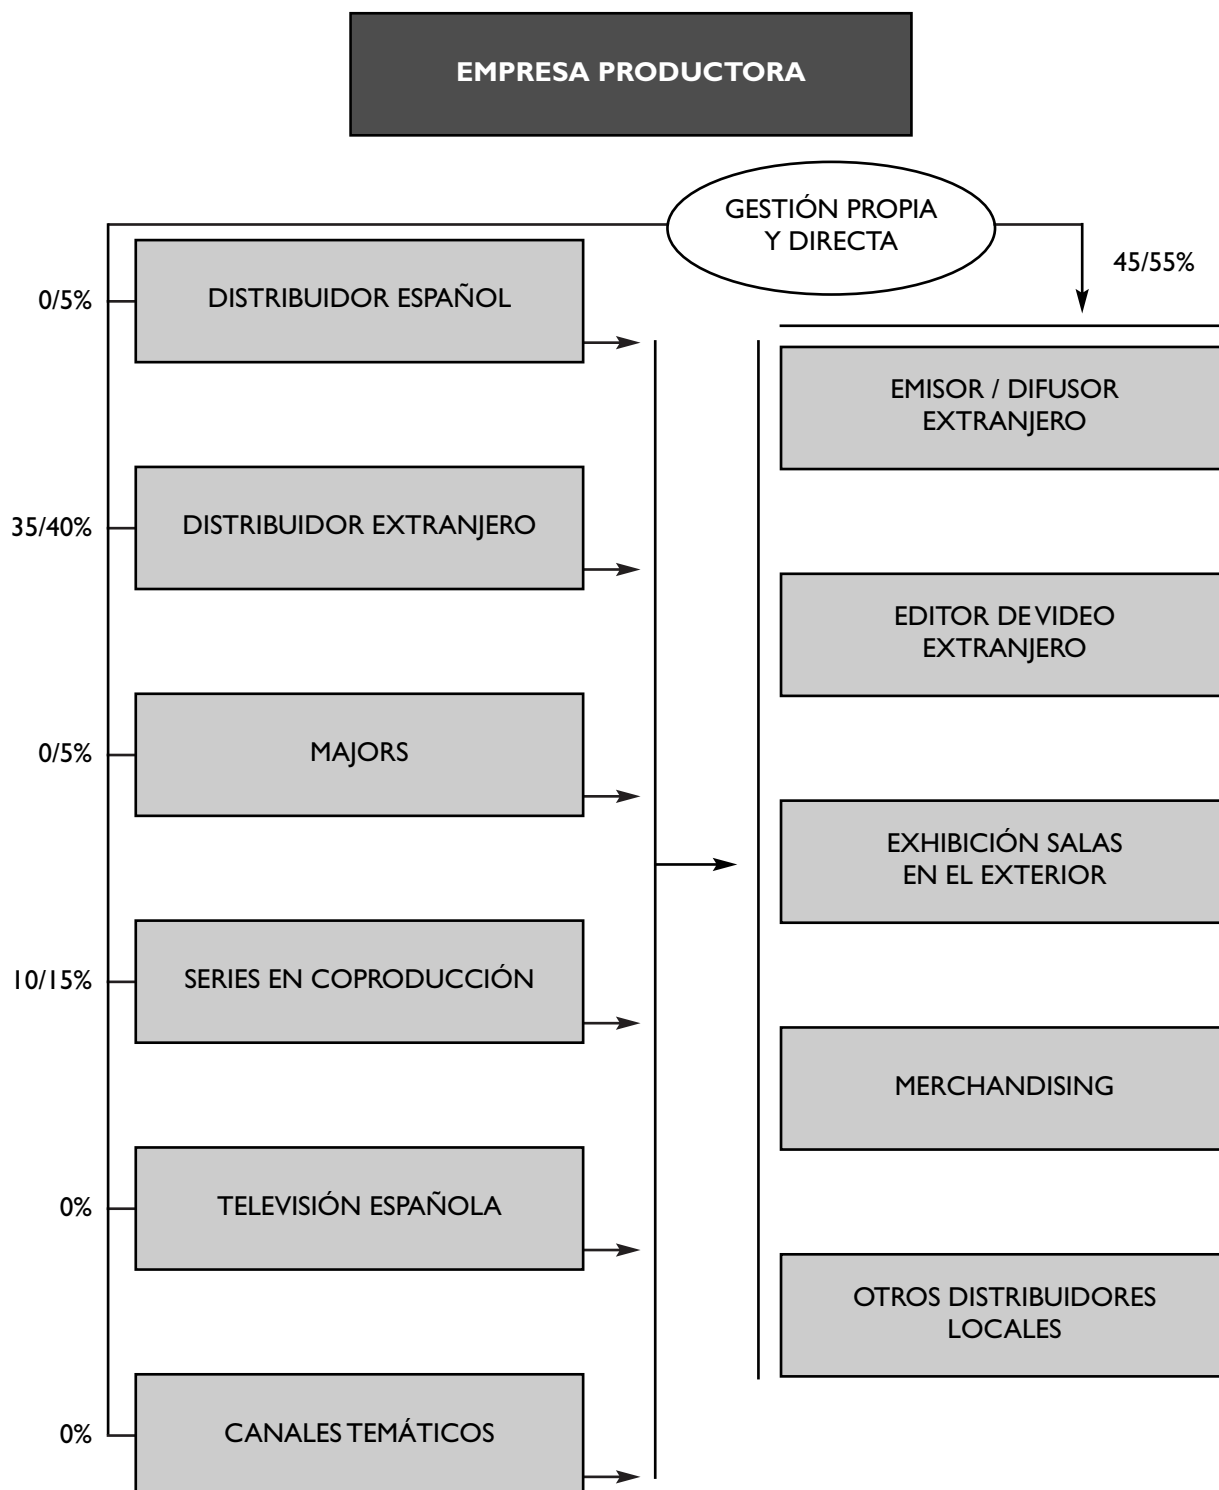 EMPRESA PRODUCTORA
GESTIÓN PROPIA
Y DIRECTA
45/55%
0/5%
DISTRIBUIDOR ESPAÑOL
EMISOR / DIFUSOR
EXTRANJERO
35/40%
DISTRIBUIDOR EXTRANJERO
EDITOR DE VIDEO
EXTRANJERO
0/5%
MAJORS
EXHIBICIÓN SALAS
EN EL EXTERIOR
10/15%
SERIES EN COPRODUCCIÓN
MERCHANDISING
0%
TELEVISIÓN ESPAÑOLA
OTROS DISTRIBUIDORES
LOCALES
0%
CANALES TEMÁTICOS